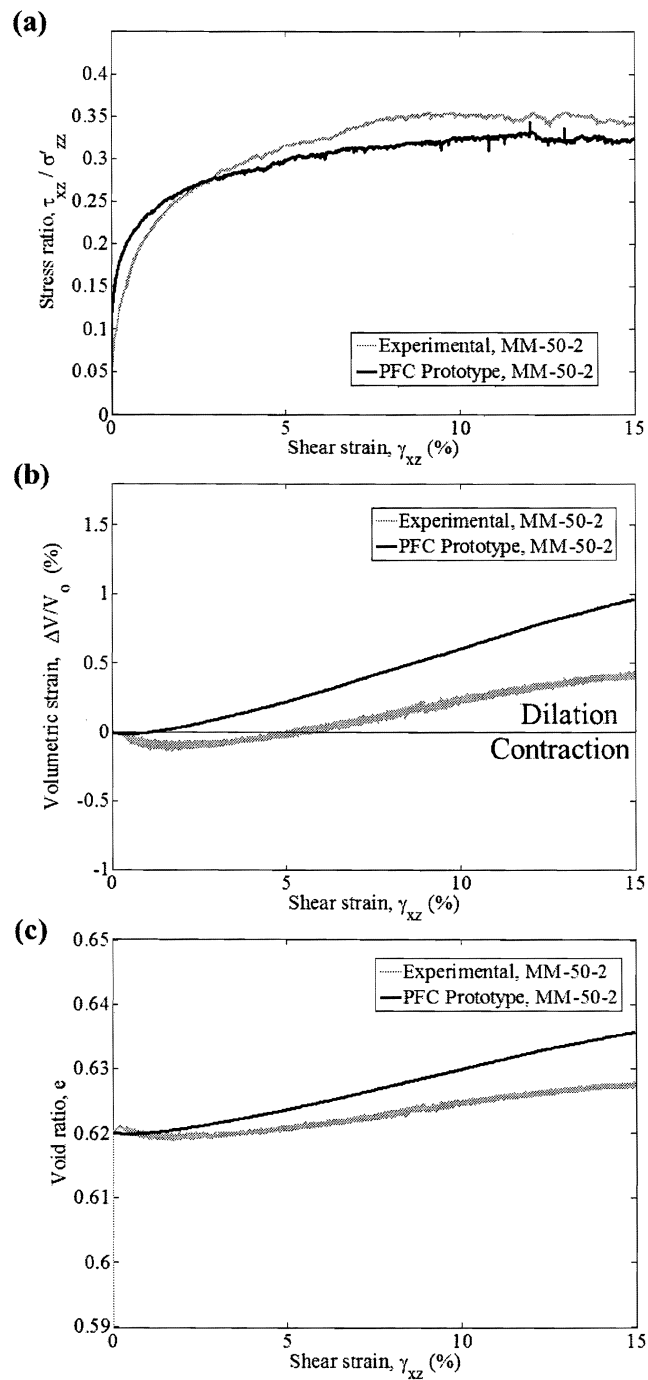 (a)
0.4
0.35
0.3
0.25
0.2
0.15
0.1
0.05
0
Stress ratio, τxz / σ′zz
Experimental, MM-50-2
PFC Prototype, MM-50-2
0 5 10 15
Shear strain, γxz (%)
(b)
1.5
1
0.5
0
-0.5
-1
Volumetric strain, ΔV/Vo (%)
Experimental, MM-50-2
PFC Prototype, MM-50-2
Dilation
Contraction
0 5 10 15
Shear strain, γxz (%)
(c)
0.65
0.64
0.63
0.62
0.61
0.6
0.59
Void ratio, e
Experimental, MM-50-2
PFC Prototype, MM-50-2
0 5 10 15
Shear strain, γxz (%)